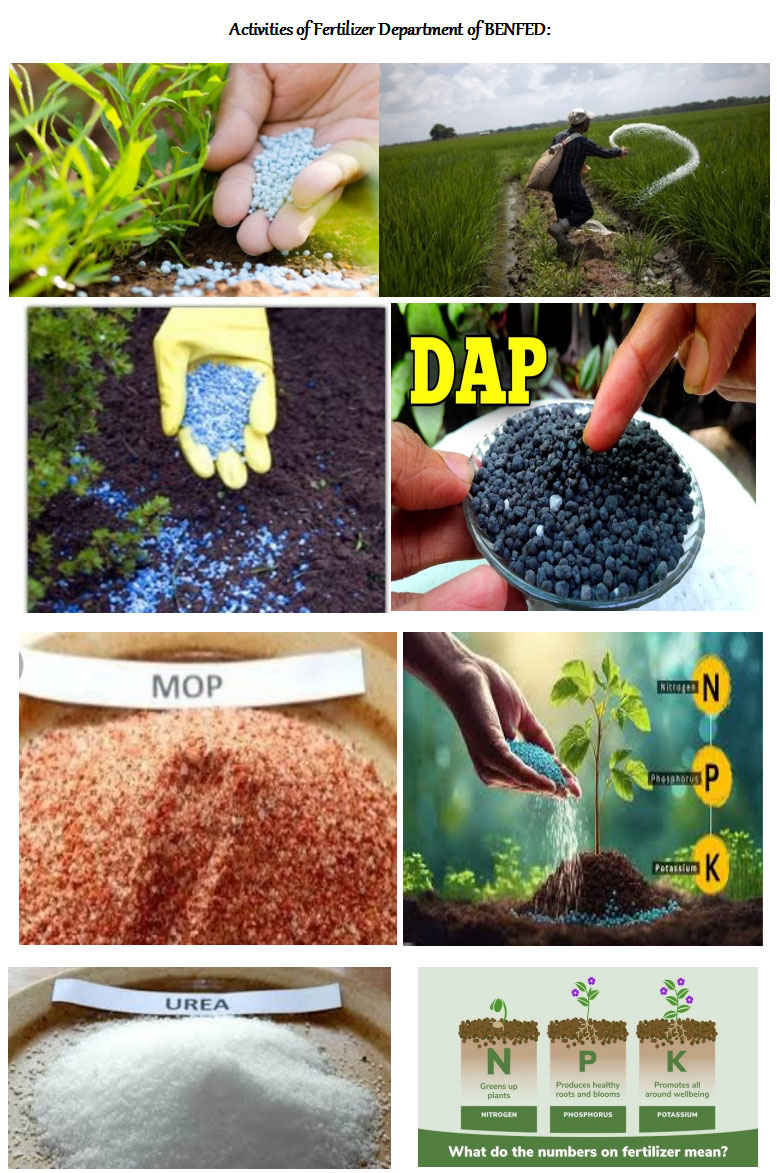 Activities of Fertilizer Department of BENFED:
DAP
MOP
Nitrogen N
Phosphorus P
Potassium K
UREA
N P K
Greens up
plants
Produces healthy
roots and blooms
Promotes all
around wellbeing
NITROGEN PHOSPHORUS POTASSIUM
What do the numbers on fertilizer mean?